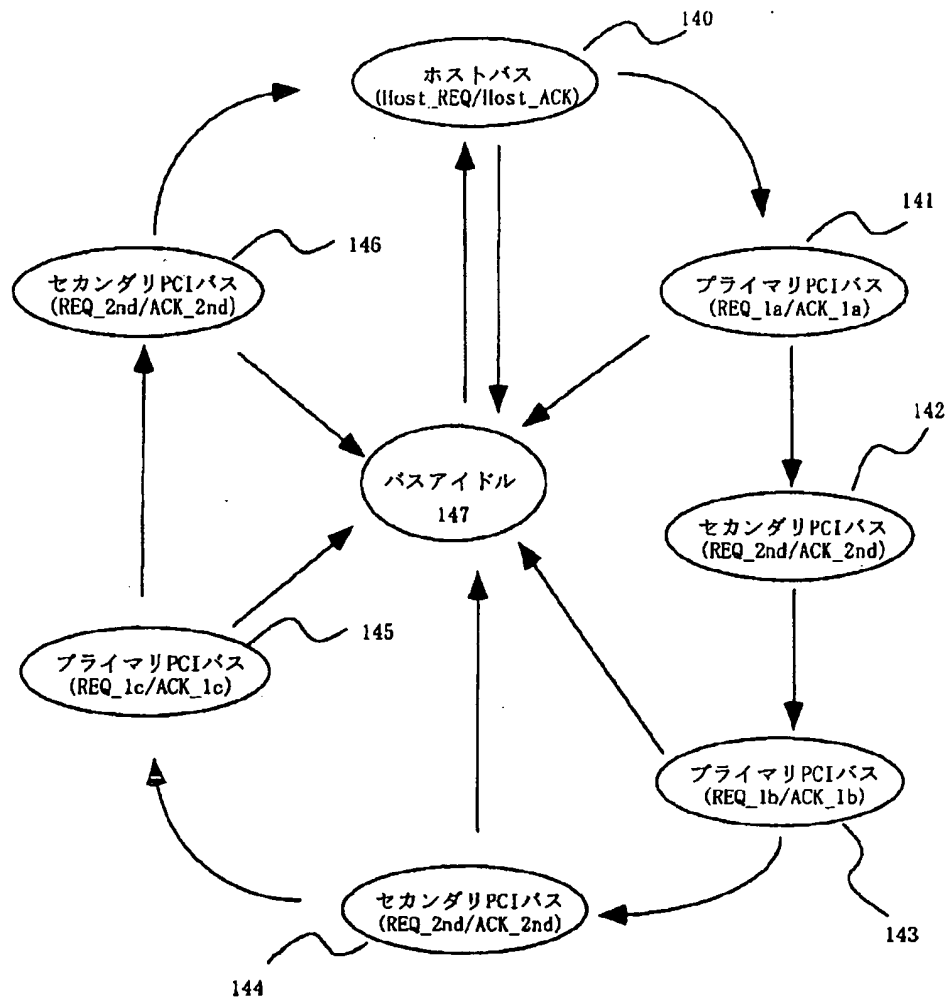 140
ホストバス
(Host_REQ/Host_ACK)
141
プライマリPCIバス
(REQ_1a/ACK_1a)
146
セカンダリPCIバス
(REQ_2nd/ACK_2nd)
142
セカンダリPCIバス
(REQ_2nd/ACK_2nd)
バスアイドル
147
145
プライマリPCIバス
(REQ_1c/ACK_1c)
プライマリPCIバス
(REQ_1b/ACK_1b)
143
セカンダリPCIバス
(REQ_2nd/ACK_2nd)
144